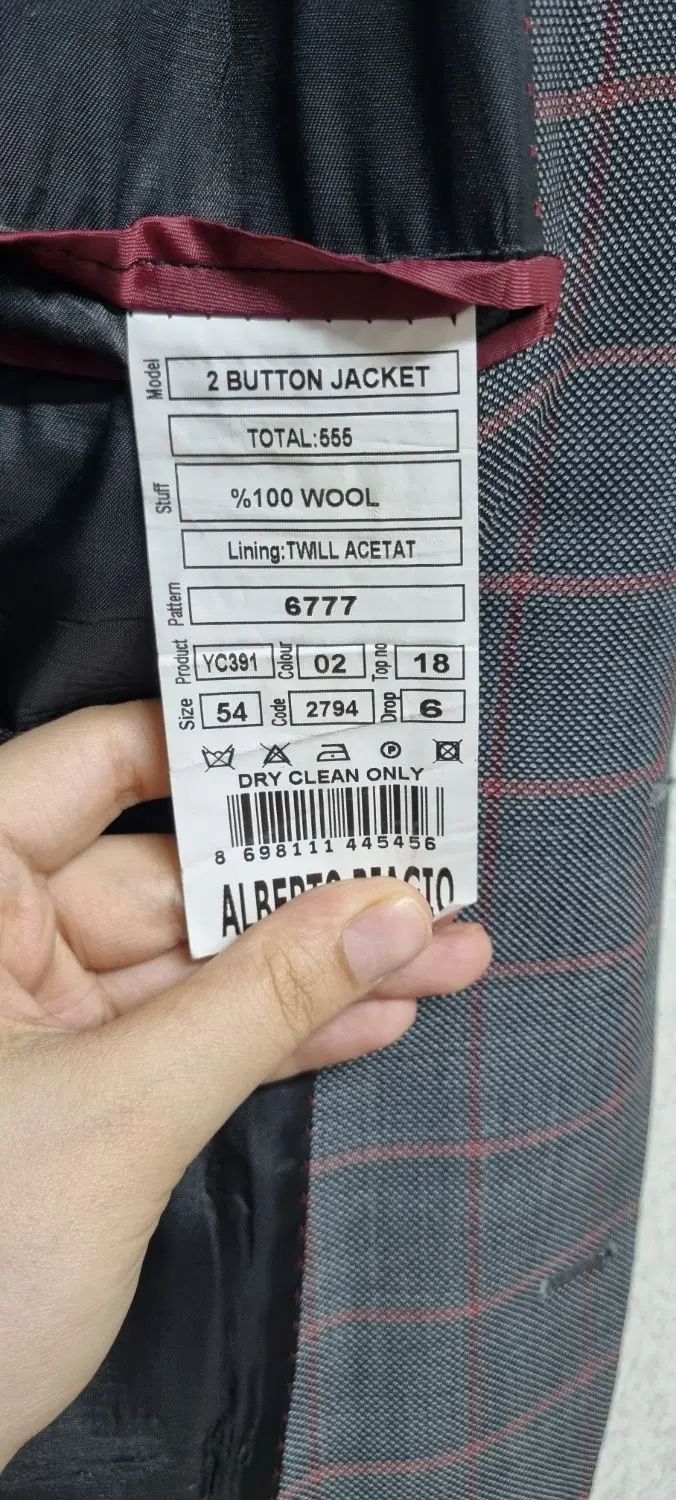 Model 2 BUTTON JACKET
TOTAL:555
Stuff %100 WOOL
Lining:TWILL ACETAT
Pattern 6777
Product YC391 Colour 02 Top no 18
Size 54 Code 2794 Drop 6
DRY CLEAN ONLY
8 698111 445456
ALBERTO